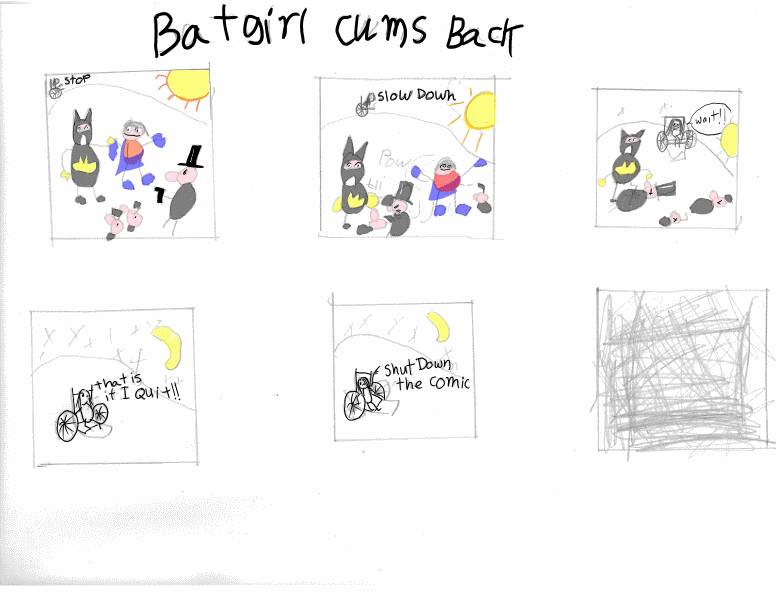 Batgirl cums Back
STOP
Slow Down
Pow
wait!!
that is
it I Quit!!
Shut Down
the comic